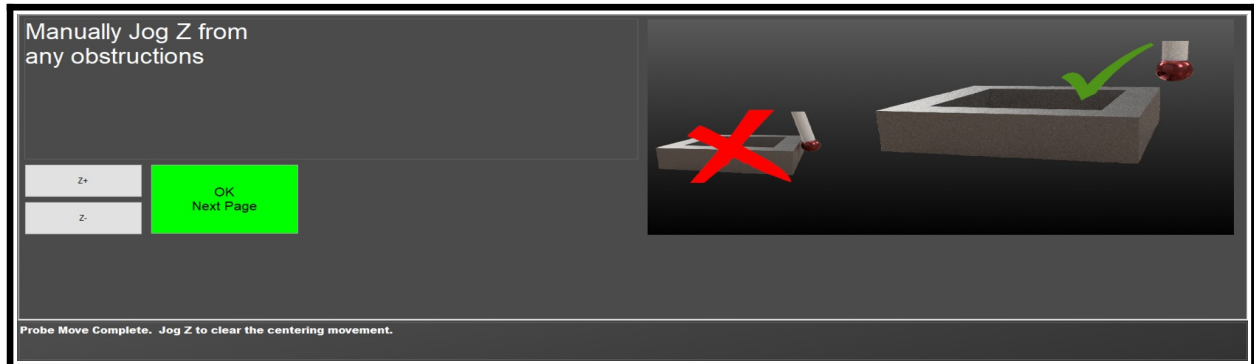 Manually Jog Z from
any obstructions
Z+
OK
Next Page
Z-
Probe Move Complete.  Jog Z to clear the centering movement.